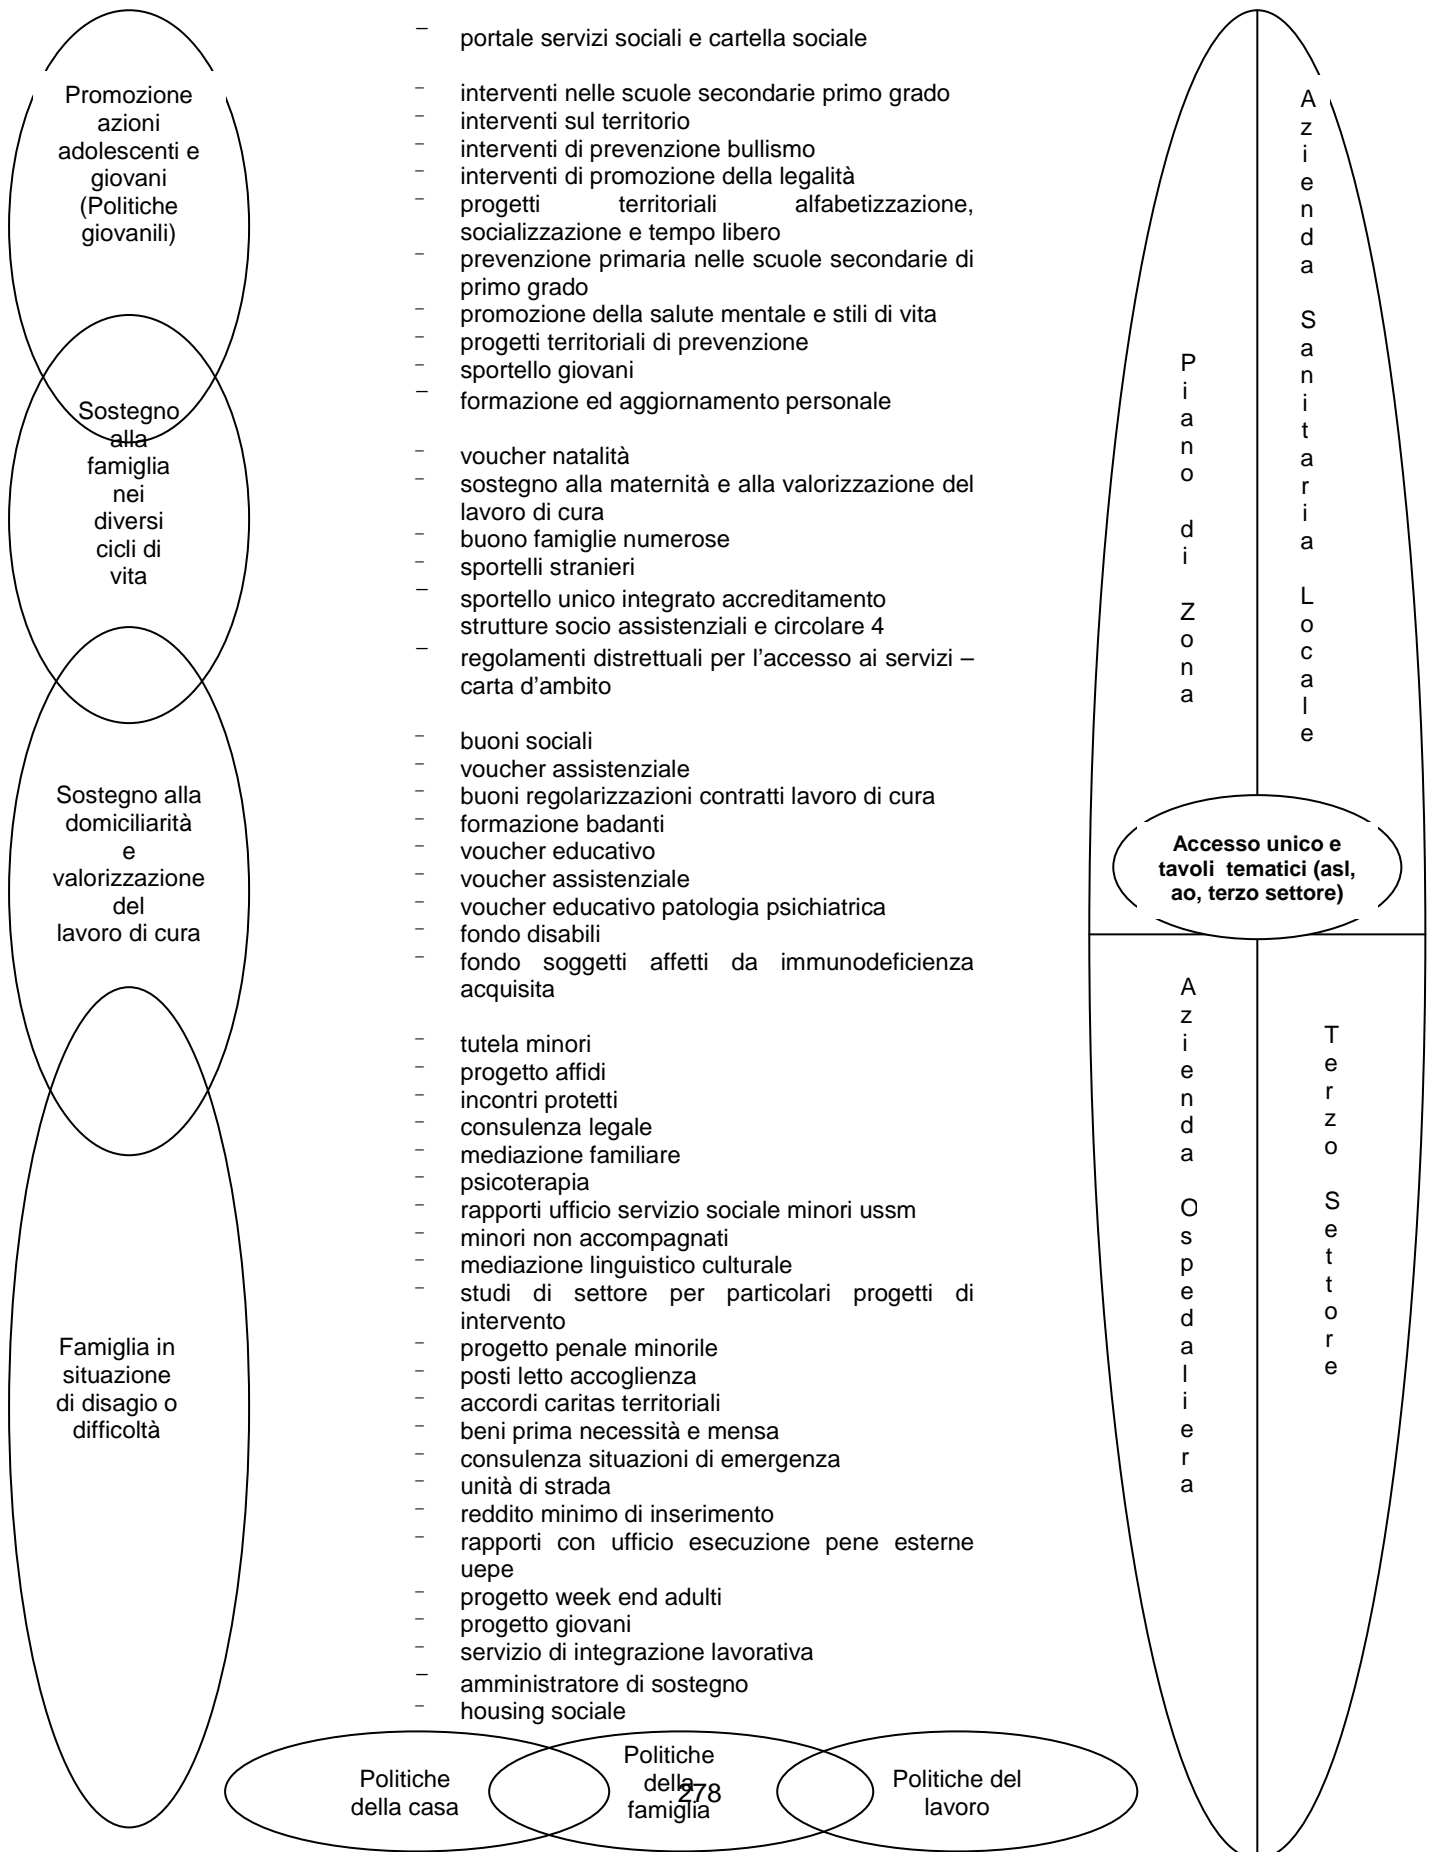 Promozione
azioni
adolescenti e
giovani
(Politiche
giovanili)
Sostegno
alla
famiglia
nei
diversi
cicli di
vita
Sostegno alla
domiciliarità
e
valorizzazione
del
lavoro di cura
Famiglia in
situazione
di disagio o
difficoltà
− portale servizi sociali e cartella sociale
− interventi nelle scuole secondarie primo grado
− interventi sul territorio
− interventi di prevenzione bullismo
− interventi di promozione della legalità
− progetti territoriali alfabetizzazione,
socializzazione e tempo libero
− prevenzione primaria nelle scuole secondarie di
primo grado
− promozione della salute mentale e stili di vita
− progetti territoriali di prevenzione
− sportello giovani
− formazione ed aggiornamento personale
− voucher natalità
− sostegno alla maternità e alla valorizzazione del
lavoro di cura
− buono famiglie numerose
− sportelli stranieri
− sportello unico integrato accreditamento
strutture socio assistenziali e circolare 4
− regolamenti distrettuali per l'accesso ai servizi –
carta d'ambito
− buoni sociali
− voucher assistenziale
− buoni regolarizzazioni contratti lavoro di cura
− formazione badanti
− voucher educativo
− voucher assistenziale
− voucher educativo patologia psichiatrica
− fondo disabili
− fondo soggetti affetti da immunodeficienza
acquisita
− tutela minori
− progetto affidi
− incontri protetti
− consulenza legale
− mediazione familiare
− psicoterapia
− rapporti ufficio servizio sociale minori ussm
− minori non accompagnati
− mediazione linguistico culturale
− studi di settore per particolari progetti di
intervento
− progetto penale minorile
− posti letto accoglienza
− accordi caritas territoriali
− beni prima necessità e mensa
− consulenza situazioni di emergenza
− unità di strada
− reddito minimo di inserimento
− rapporti con ufficio esecuzione pene esterne
uepe
− progetto week end adulti
− progetto giovani
− servizio di integrazione lavorativa
− amministratore di sostegno
− housing sociale
Piano di Zona
Azienda Sanitaria Locale
Accesso unico e
tavoli tematici (asl,
ao, terzo settore)
Azienda Ospedaliera
Terzo Settore
Politiche
della casa
Politiche
della
famiglia
Politiche del
lavoro
278